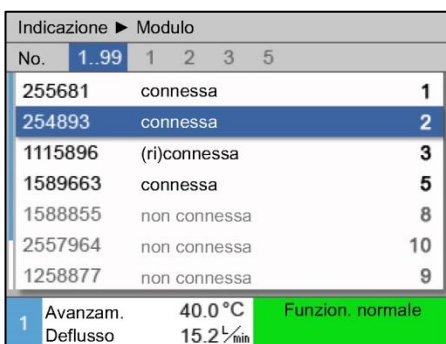 Indicazione ► Modulo
No. 1..99 1 2 3 5
255681 connessa 1
254893 connessa 2
1115896 (ri)connessa 3
1589663 connessa 5
1588855 non connessa 8
2557964 non connessa 10
1258877 non connessa 9
1 Avanzam. 40.0 °C Funzion. normale
Deflusso 15.2 L/min